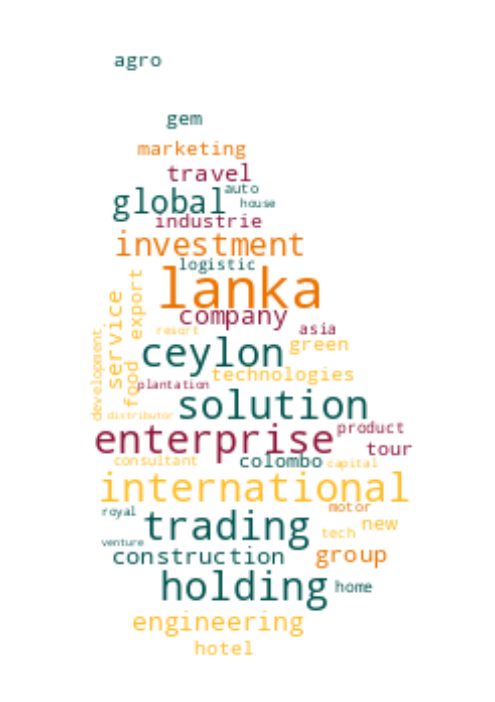 agro
gem
marketing
travel
auto
global
house
industrie
investment
logistic
lanka
export
service
company
asia
resort
green
ceylon
development
food
technologies
plantation
solution
distributor
product
enterprise
tour
consultant
colombo
capital
international
royal
motor
trading
new
tech
venture
construction
group
holding
home
engineering
hotel